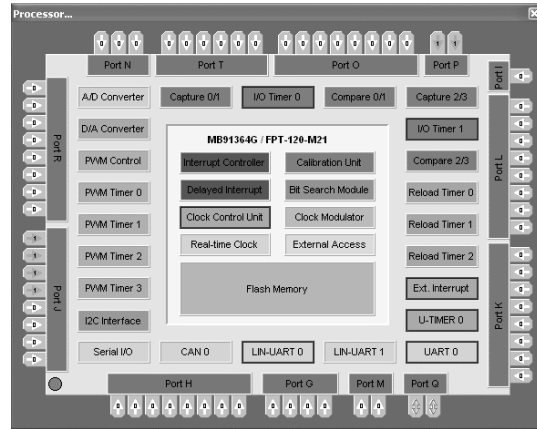 Processor...
Port N Port T Port O Port P
Port I
A/D Converter Capture 0/1 I/O Timer 0 Compare 0/1 Capture 2/3
D/A Converter I/O Timer 1
MB91364G / FPT-120-M21
Port R
Port L
PWM Control Interrupt Controller Calibration Unit Compare 2/3
PWM Timer 0 Delayed Interrupt Bit Search Module Reload Timer 0
PWM Timer 1 Clock Control Unit Clock Modulator Reload Timer 1
PWM Timer 2 Real-time Clock External Access Reload Timer 2
PWM Timer 3 Flash Memory Ext. Interrupt
Port J
Port K
I2C Interface U-TIMER 0
Serial I/O CAN 0 LIN-UART 0 LIN-UART 1 UART 0
Port H Port G Port M Port Q